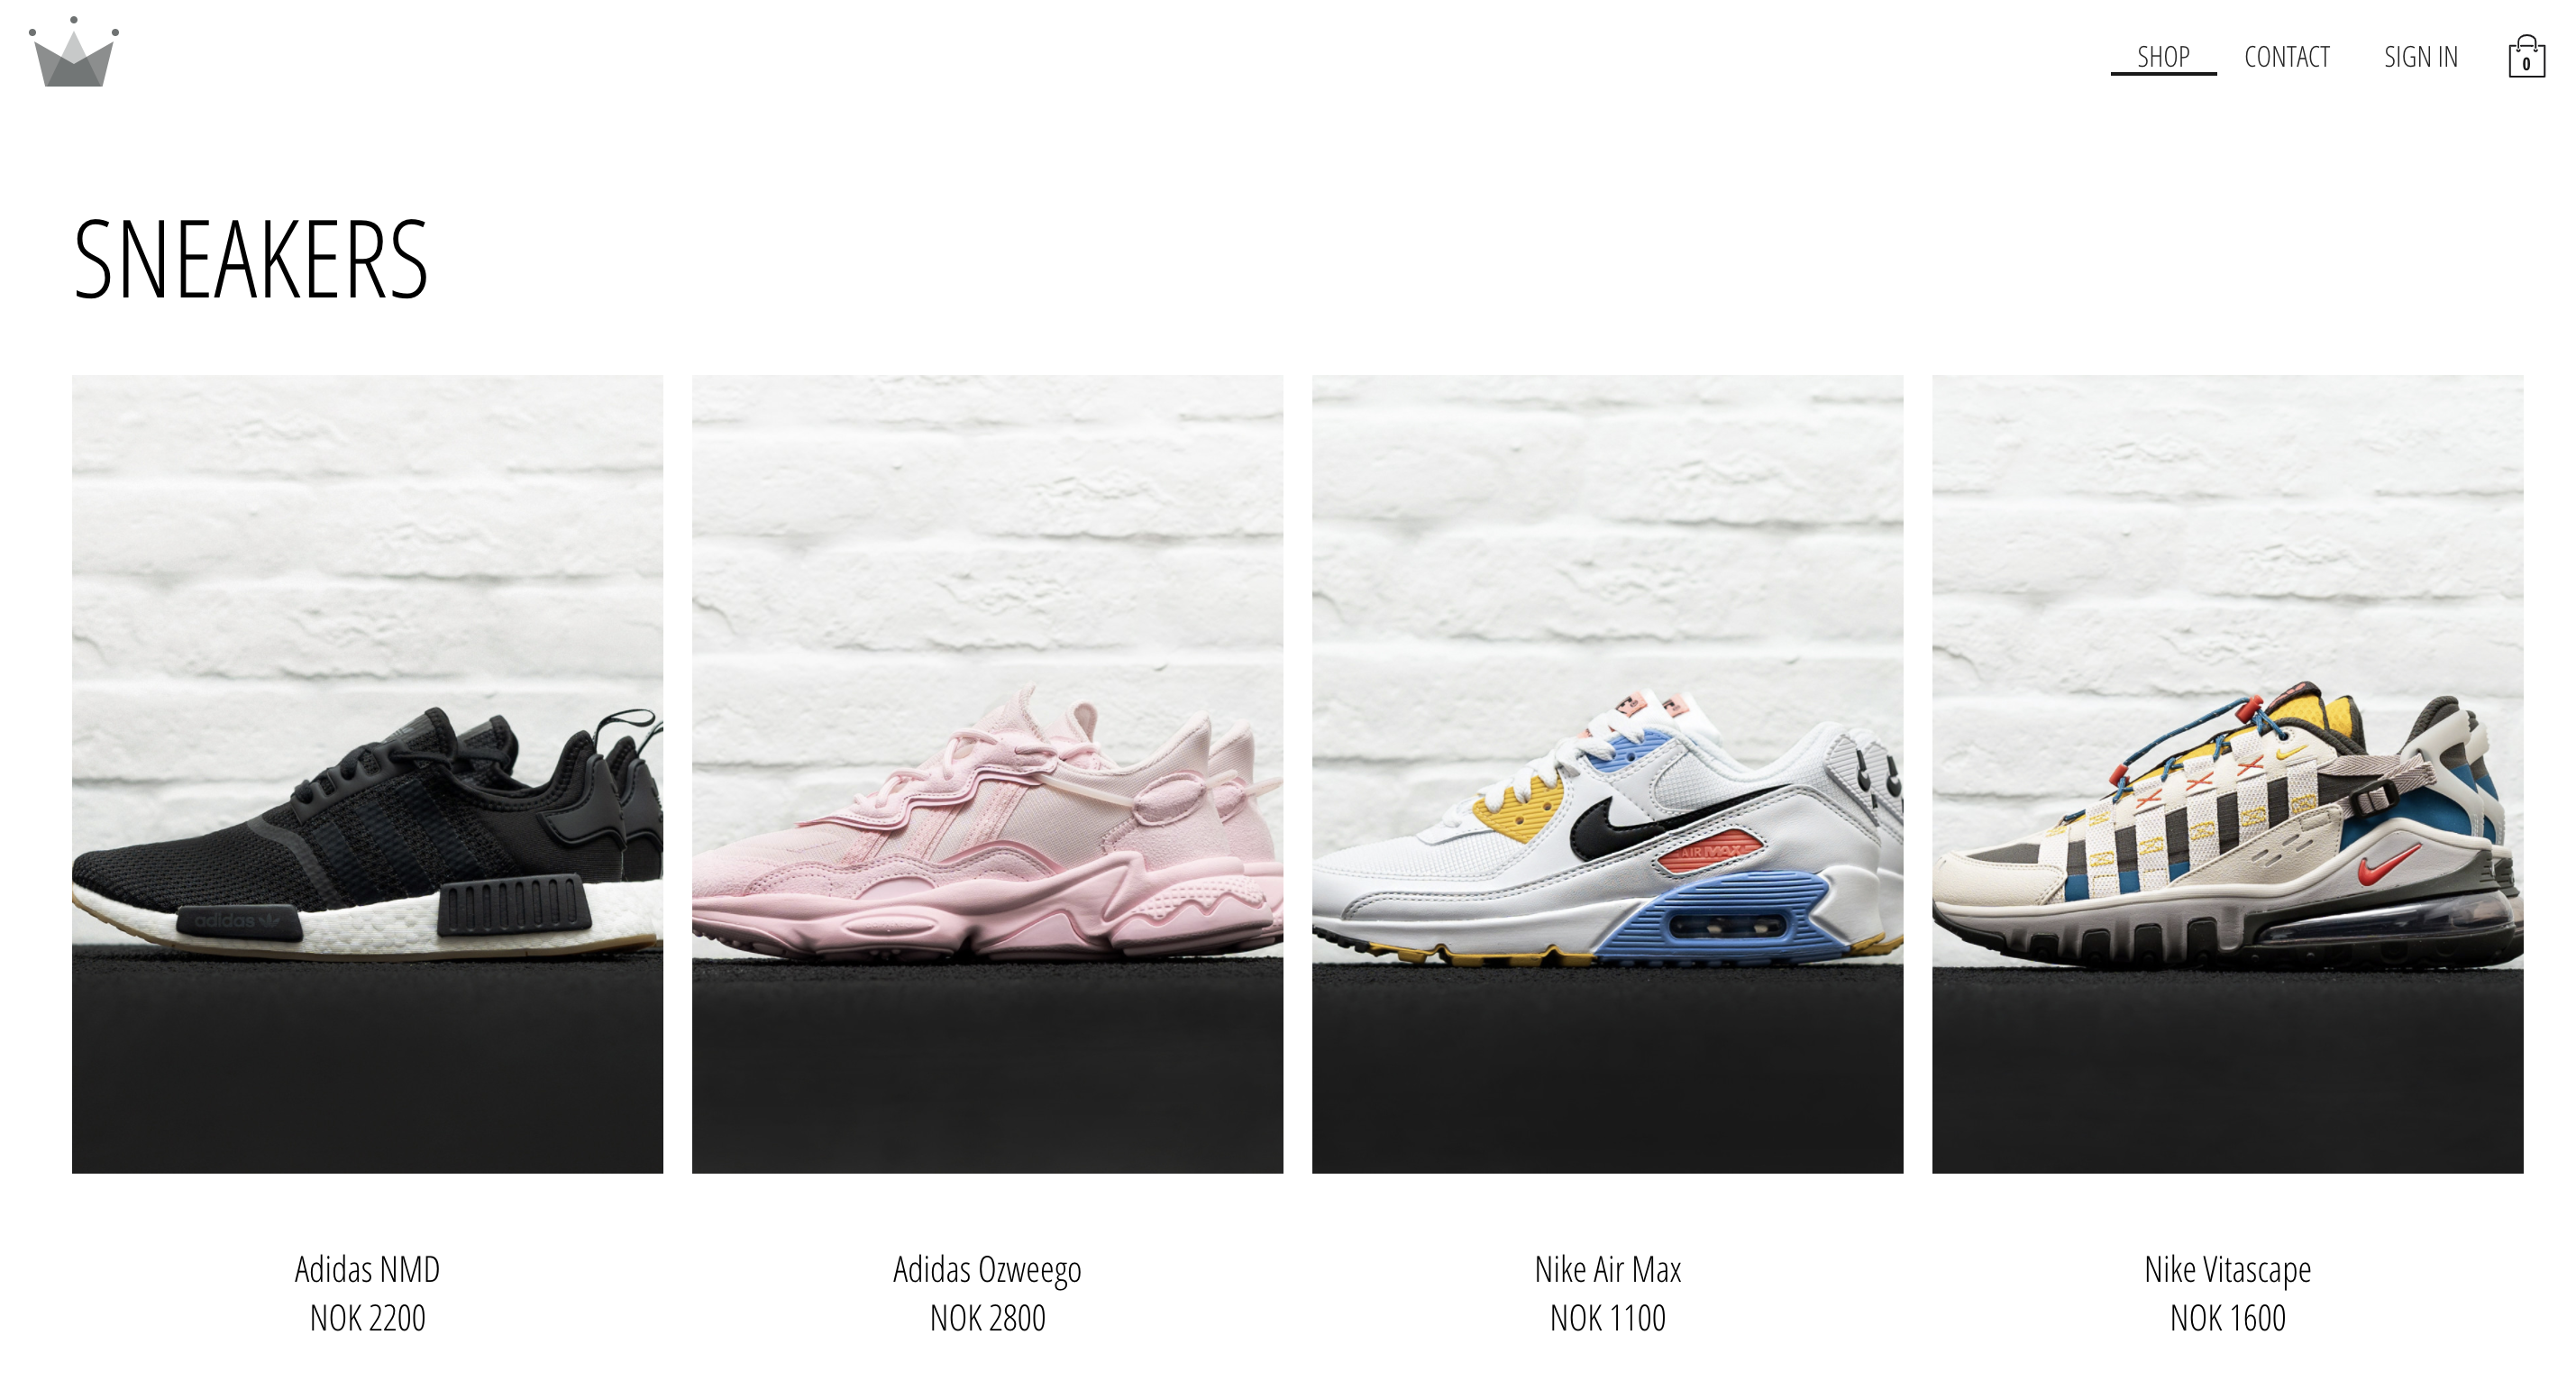 SHOP
CONTACT
SIGN IN
0
SNEAKERS
adidas
AIR MAX
Adidas NMD
NOK 2200
Adidas Ozweego
NOK 2800
Nike Air Max
NOK 1100
Nike Vitascape
NOK 1600